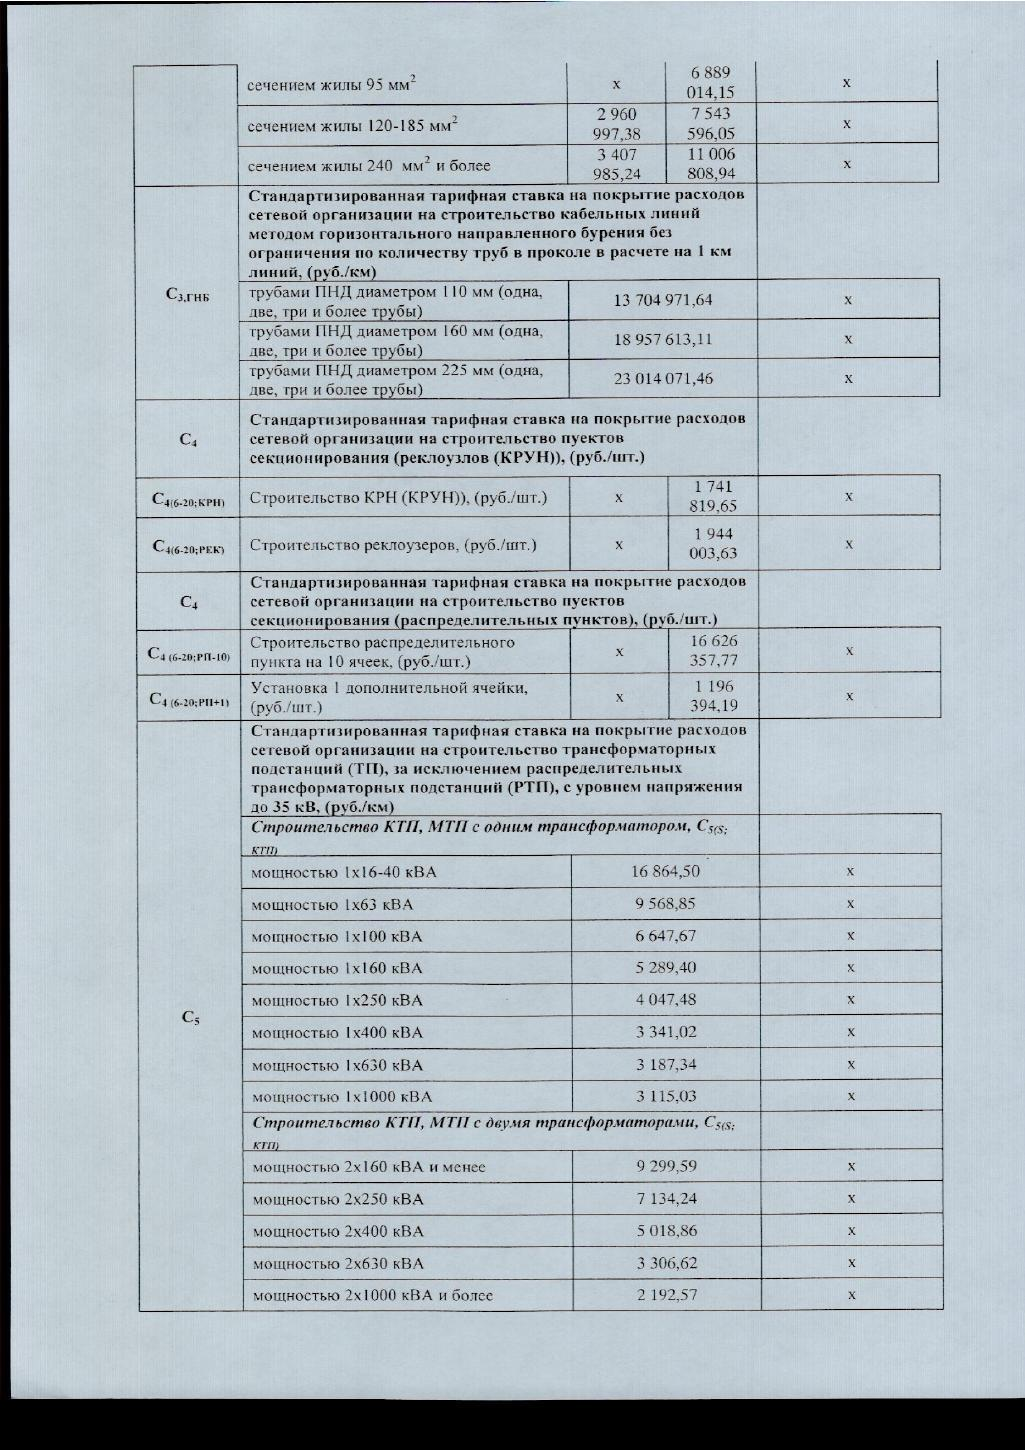 сечением жилы 95 мм² х 6 889 014,15 х
сечением жилы 120-185 мм² 2 960 997,38 7 543 596,05 х
сечением жилы 240 мм² и более 3 407 985,24 11 006 808,94 х
С3,ГНБ
Стандартизированная тарифная ставка на покрытие расходов
сетевой организации на строительство кабельных линий
методом горизонтального направленного бурения без
ограничения по количеству труб в проколе в расчете на 1 км
линий, (руб./км)
трубами ПНД диаметром 110 мм (одна,
две, три и более трубы) 13 704 971,64 х
трубами ПНД диаметром 160 мм (одна,
две, три и более трубы) 18 957 613,11 х
трубами ПНД диаметром 225 мм (одна,
две, три и более трубы) 23 014 071,46 х
С4
Стандартизированная тарифная ставка на покрытие расходов
сетевой организации на строительство пуектов
секционирования (реклоузлов (КРУН)), (руб./шт.)
С4(6-20;КРН) Строительство КРН (КРУН)), (руб./шт.) х 1 741 819,65 х
С4(6-20;РЕК) Строительство реклоузеров, (руб./шт.) х 1 944 003,63 х
С4
Стандартизированная тарифная ставка на покрытие расходов
сетевой организации на строительство пуектов
секционирования (распределительных пунктов), (руб./шт.)
С4 (6-20;РП-10) Строительство распределительного
пункта на 10 ячеек, (руб./шт.) х 16 626 357,77 х
С4 (6-20;РП+1) Установка 1 дополнительной ячейки,
(руб./шт.) х 1 196 394,19 х
С5
Стандартизированная тарифная ставка на покрытие расходов
сетевой организации на строительство трансформаторных
подстанций (ТП), за исключением распределительных
трансформаторных подстанций (РТП), с уровнем напряжения
до 35 кВ, (руб./км)
Строительство КТП, МТП с одним трансформатором, С5(S;
КТП)
мощностью 1х16-40 кВА 16 864,50 х
мощностью 1х63 кВА 9 568,85 х
мощностью 1х100 кВА 6 647,67 х
мощностью 1х160 кВА 5 289,40 х
мощностью 1х250 кВА 4 047,48 х
мощностью 1х400 кВА 3 341,02 х
мощностью 1х630 кВА 3 187,34 х
мощностью 1х1000 кВА 3 115,03 х
Строительство КТП, МТП с двумя трансформаторами, С5(S;
КТП)
мощностью 2х160 кВА и менее 9 299,59 х
мощностью 2х250 кВА 7 134,24 х
мощностью 2х400 кВА 5 018,86 х
мощностью 2х630 кВА 3 306,62 х
мощностью 2х1000 кВА и более 2 192,57 х